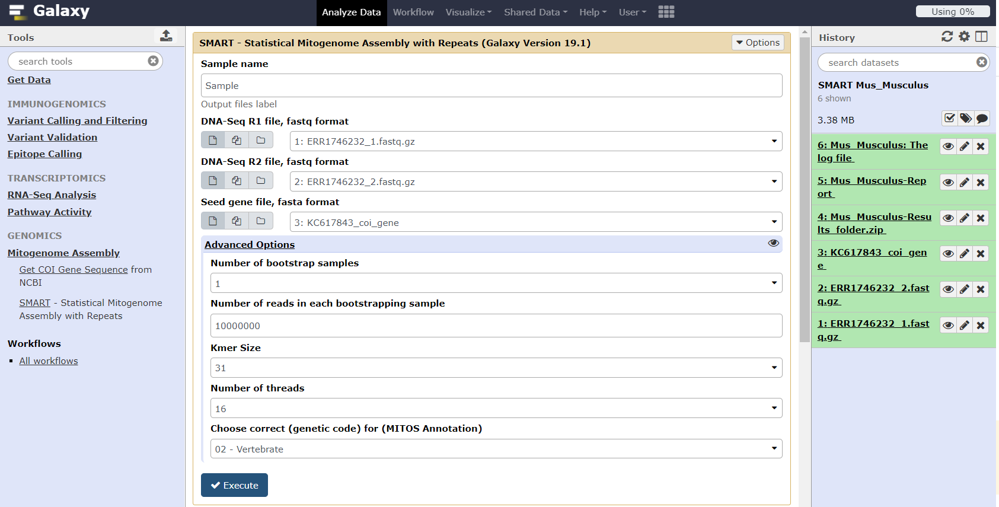 Galaxy
Analyze Data
Workflow
Visualize
Shared Data
Help
User
Using 0%
Tools
search tools
Get Data
IMMUNOGENOMICS
Variant Calling and Filtering
Variant Validation
Epitope Calling
TRANSCRIPTOMICS
RNA-Seq Analysis
Pathway Activity
GENOMICS
Mitogenome Assembly
Get COI Gene Sequence from
NCBI
SMART - Statistical Mitogenome
Assembly with Repeats
Workflows
All workflows
SMART - Statistical Mitogenome Assembly with Repeats (Galaxy Version 19.1)
Options
Sample name
Sample
Output files label
DNA-Seq R1 file, fastq format
1: ERR1746232_1.fastq.gz
DNA-Seq R2 file, fastq format
2: ERR1746232_2.fastq.gz
Seed gene file, fasta format
3: KC617843_coi_gene
Advanced Options
Number of bootstrap samples
1
Number of reads in each bootstrapping sample
10000000
Kmer Size
31
Number of threads
16
Choose correct (genetic code) for (MITOS Annotation)
02 - Vertebrate
Execute
History
search datasets
SMART Mus_Musculus
6 shown
3.38 MB
6: Mus_Musculus: The
log file
5: Mus_Musculus-Rep
ort
4: Mus_Musculus-Resu
lts_folder.zip
3: KC617843_coi_gen
e
2: ERR1746232_2.fast
q.gz
1: ERR1746232_1.fast
q.gz